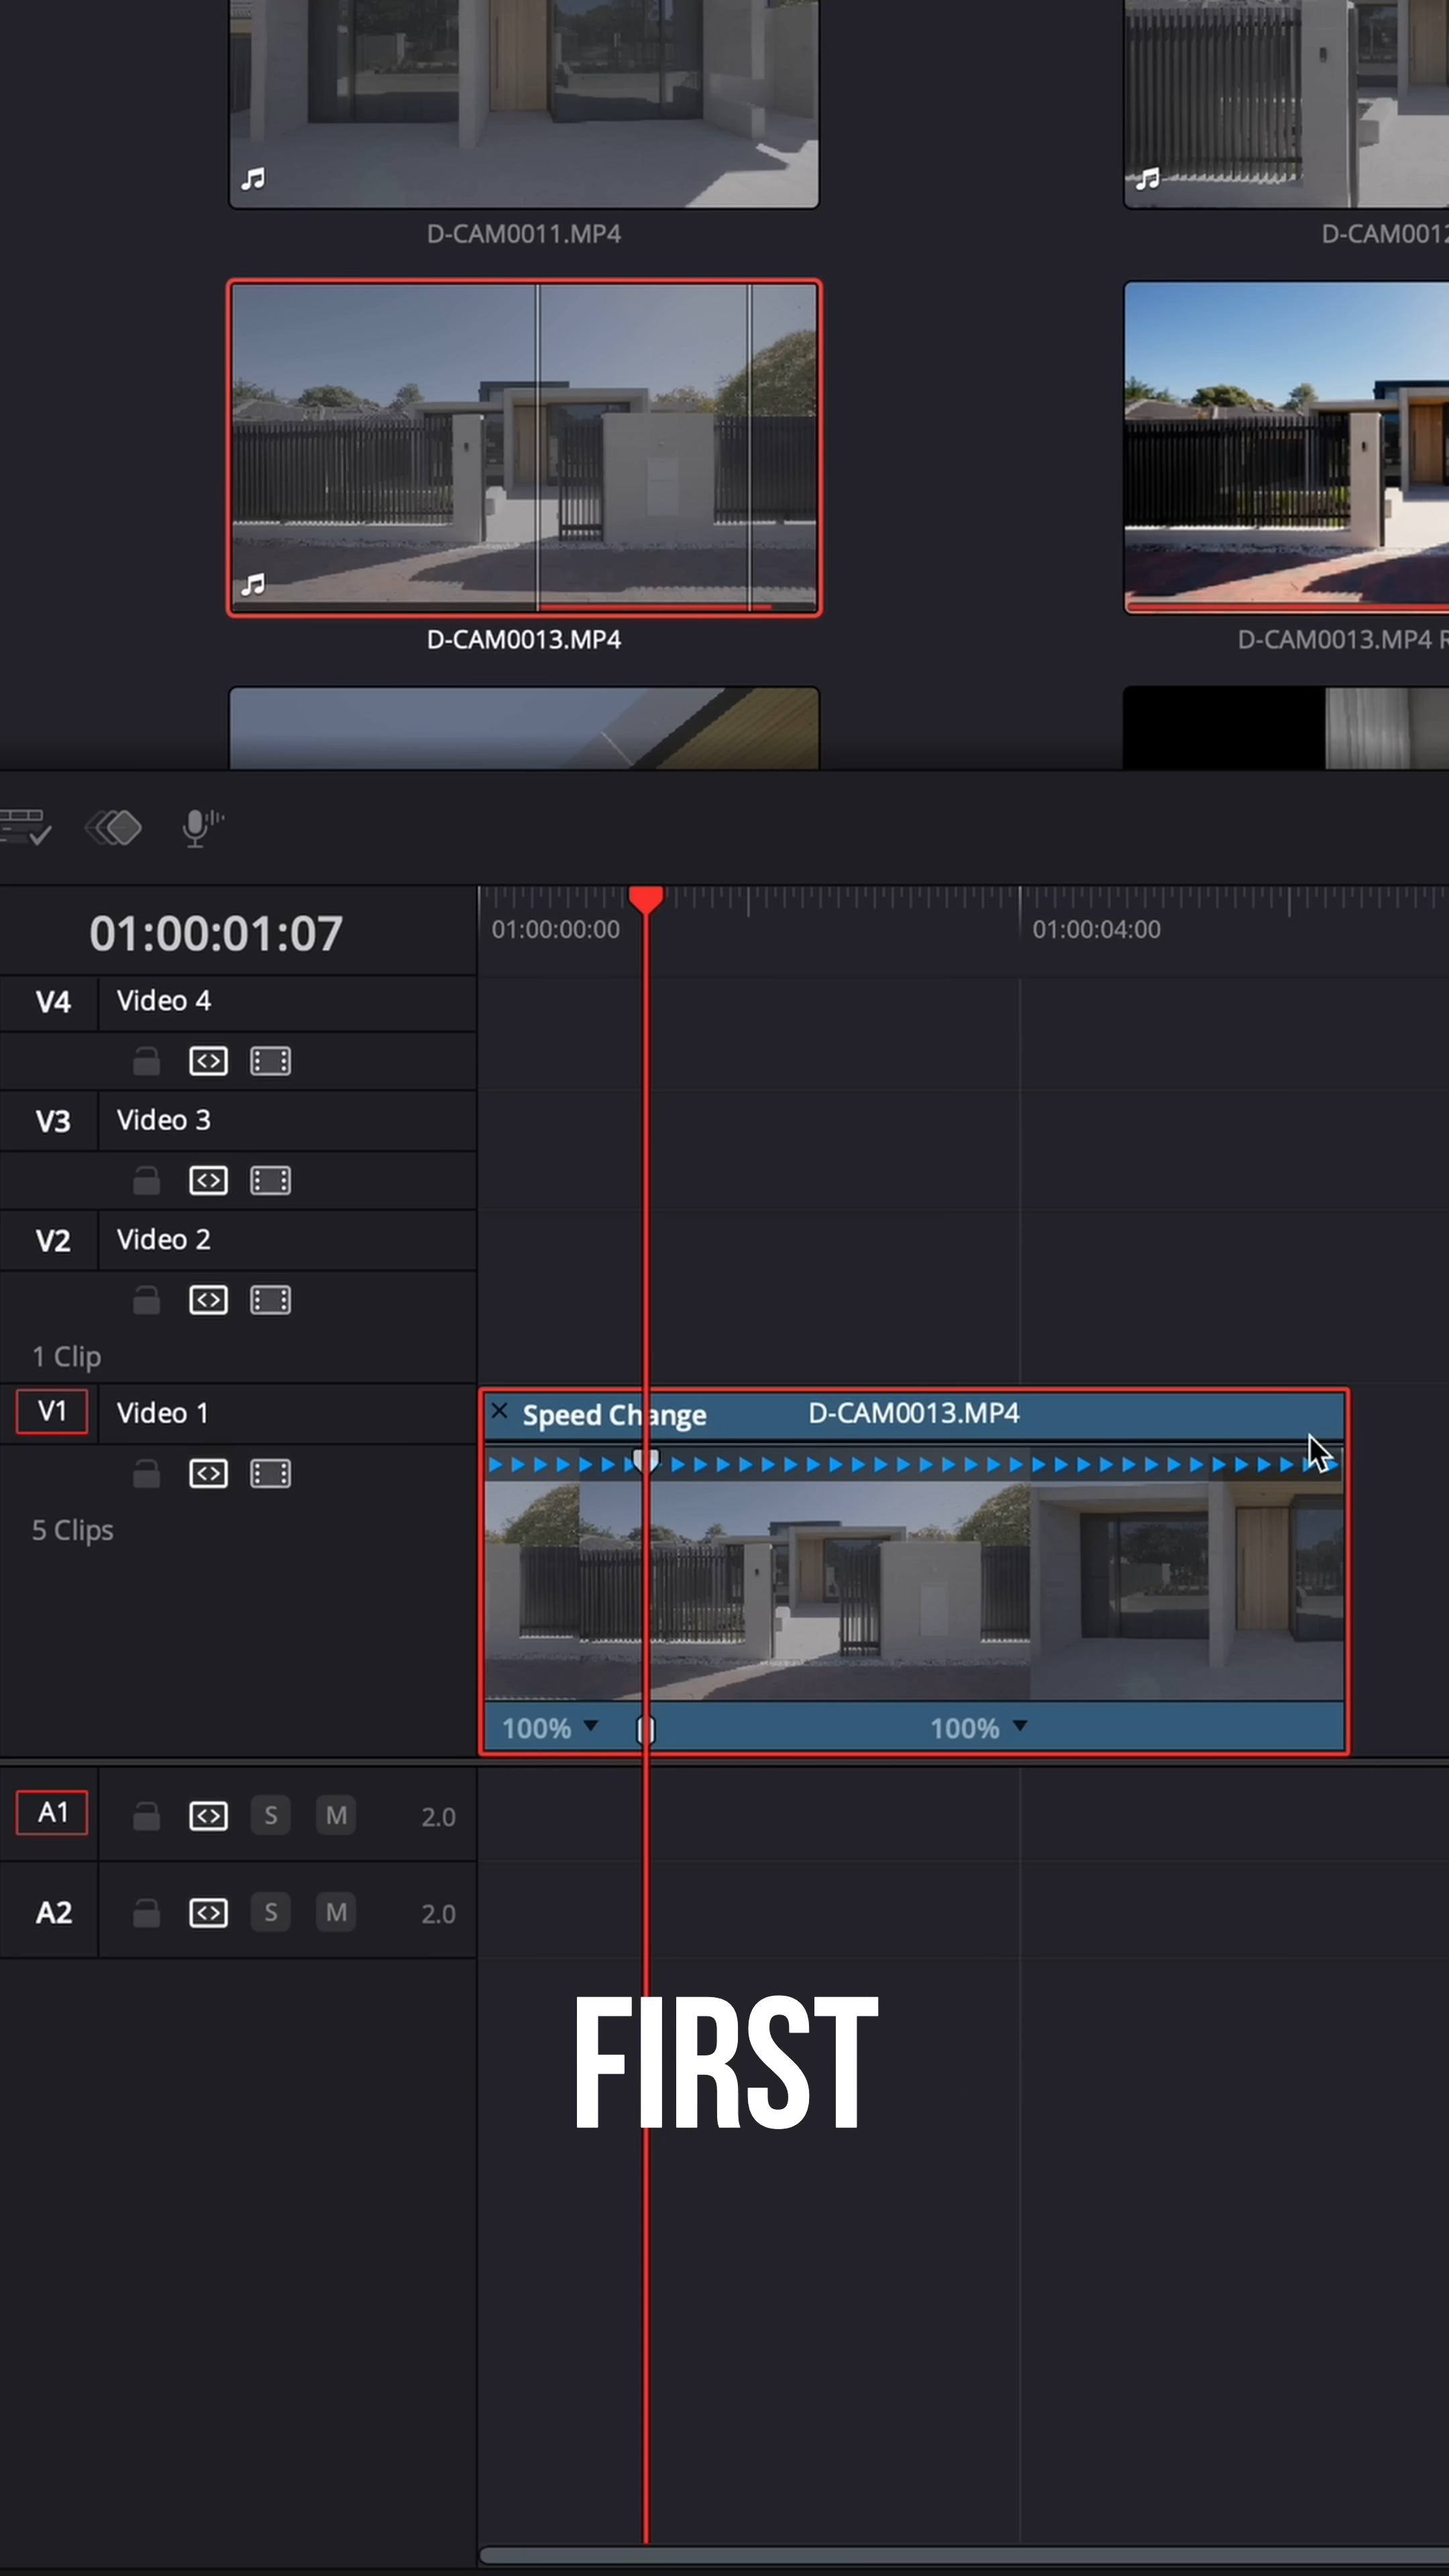 D-CAM0011.MP4
D-CAM0012
D-CAM0013.MP4
D-CAM0013.MP4 R
01:00:01:07
01:00:00:00
01:00:04:00
V4 Video 4
V3 Video 3
V2 Video 2
1 Clip
V1 Video 1
Speed Change D-CAM0013.MP4
5 Clips
100% 100%
A1 S M 2.0
A2 S M 2.0
FIRST